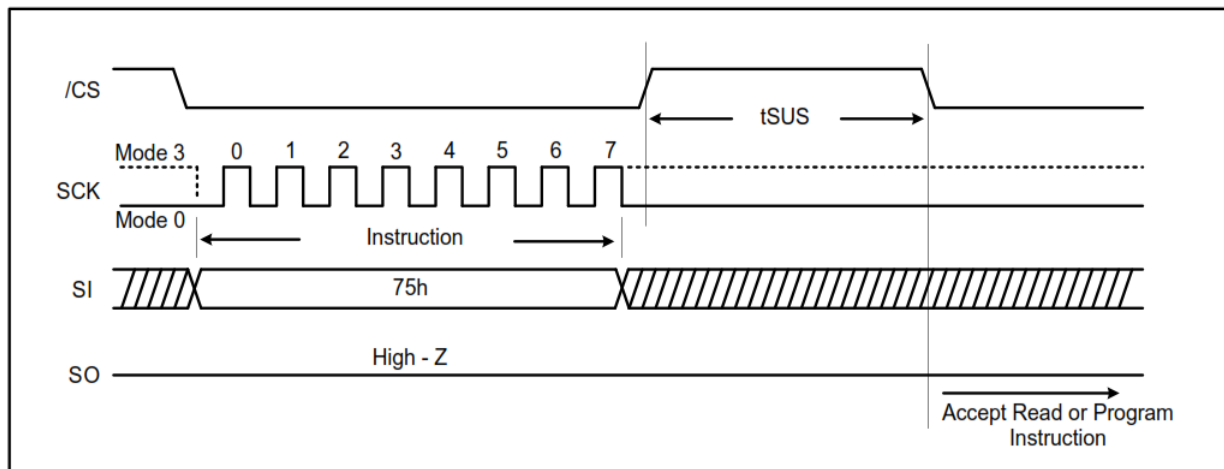 /CS
tSUS
Mode 3
0 1 2 3 4 5 6 7
SCK
Mode 0
Instruction
SI
75h
High - Z
SO
Accept Read or Program
Instruction